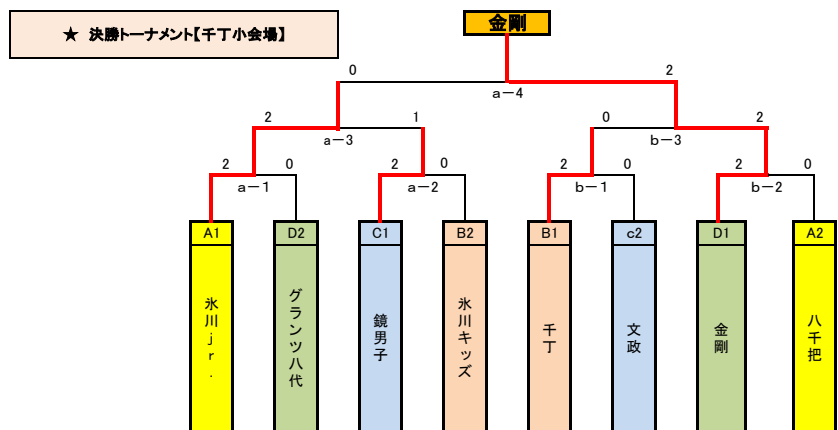 ★ 決勝トーナメント【千丁小会場】
金剛
0 2
a－4
2 1 0 2
a－3 b－3
2 0 2 0 2 0 2 0
a－1 a－2 b－1 b－2
A1 D2 C1 B2 B1 c2 D1 A2
氷川jr.
グランツ八代
鏡男子
氷川キッズ
千丁
文政
金剛
八千把